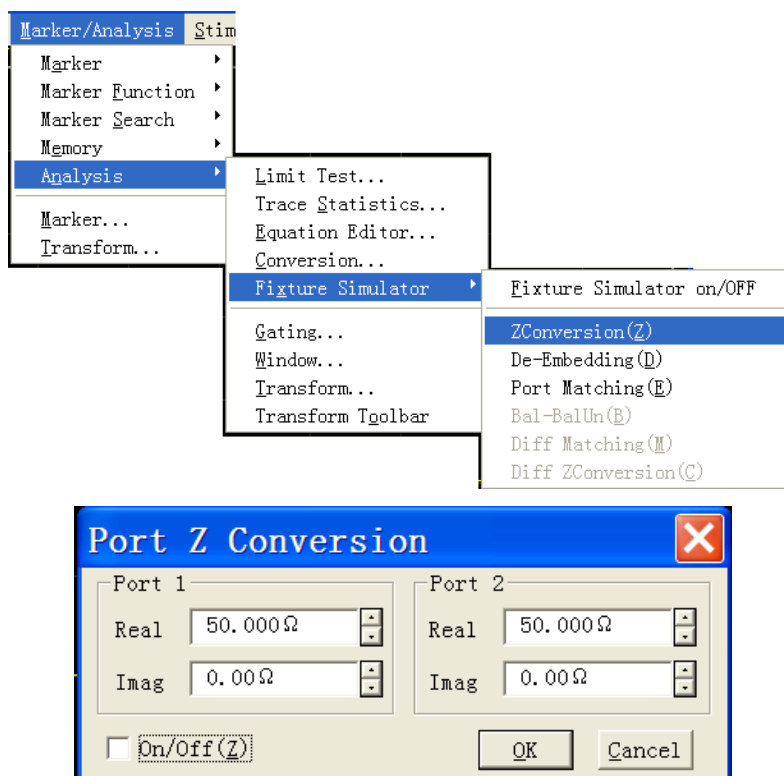 Marker/Analysis Stim
Marker
Marker Function
Marker Search
Memory
Analysis
Marker...
Transform...
Limit Test...
Trace Statistics...
Equation Editor...
Conversion...
Fixture Simulator
Gating...
Window...
Transform...
Transform Toolbar
Fixture Simulator on/OFF
ZConversion(Z)
De-Embedding(D)
Port Matching(E)
Bal-BalUn(B)
Diff Matching(M)
Diff ZConversion(C)
Port Z Conversion
Port 1
Real 50.000Ω
Imag 0.00Ω
Port 2
Real 50.000Ω
Imag 0.00Ω
On/Off(Z)
OK Cancel